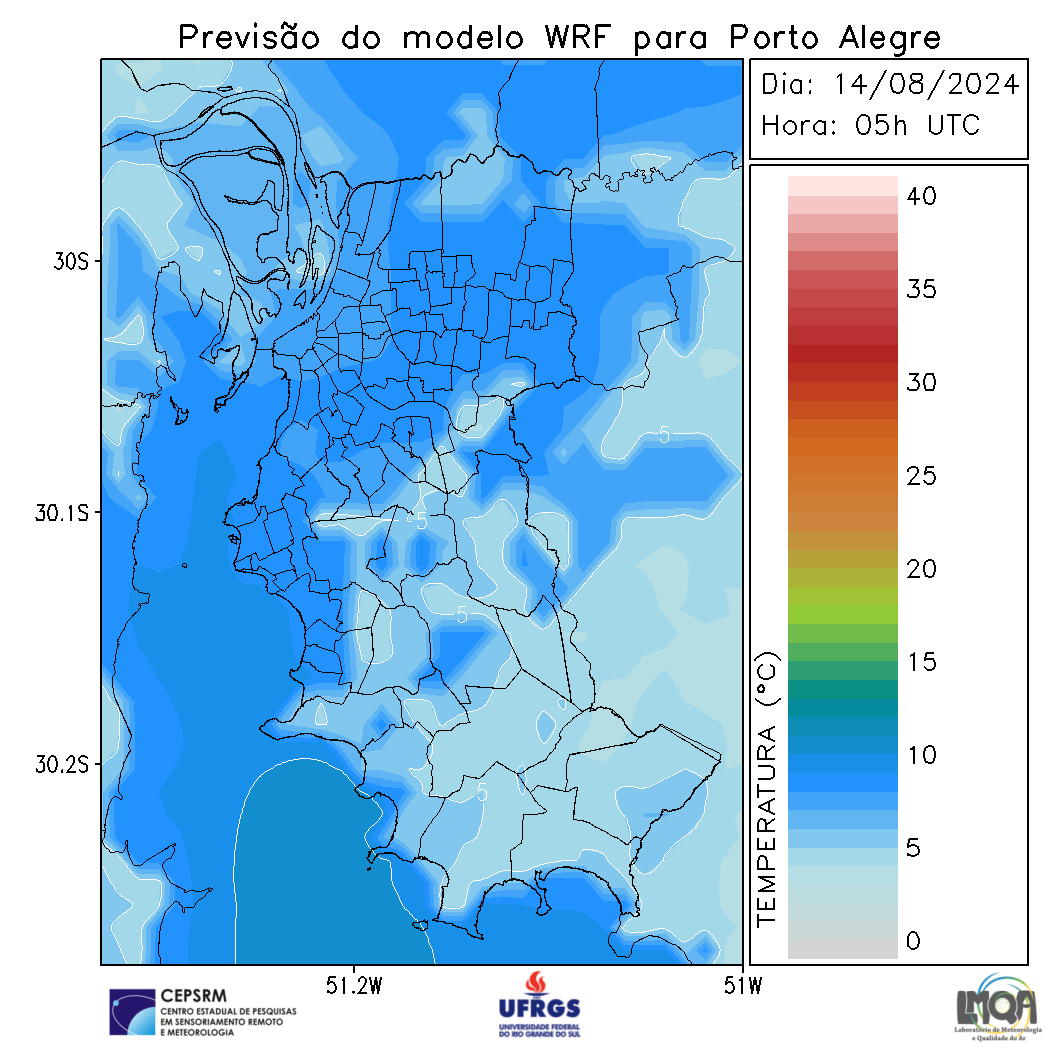 Previsão do modelo WRF para Porto Alegre
Dia: 14/08/2024
Hora: 05h UTC
40
35
30
25
20
15
10
5
0
TEMPERATURA (°C)
30S
30.1S
30.2S
51.2W
51W
5
5
5
5
CEPSRM
CENTRO ESTADUAL DE PESQUISAS
EM SENSORIAMENTO REMOTO
E METEOROLOGIA
UFRGS
UNIVERSIDADE FEDERAL
DO RIO GRANDE DO SUL
LMQA
Laboratório de Meteorologia
e Qualidade do Ar